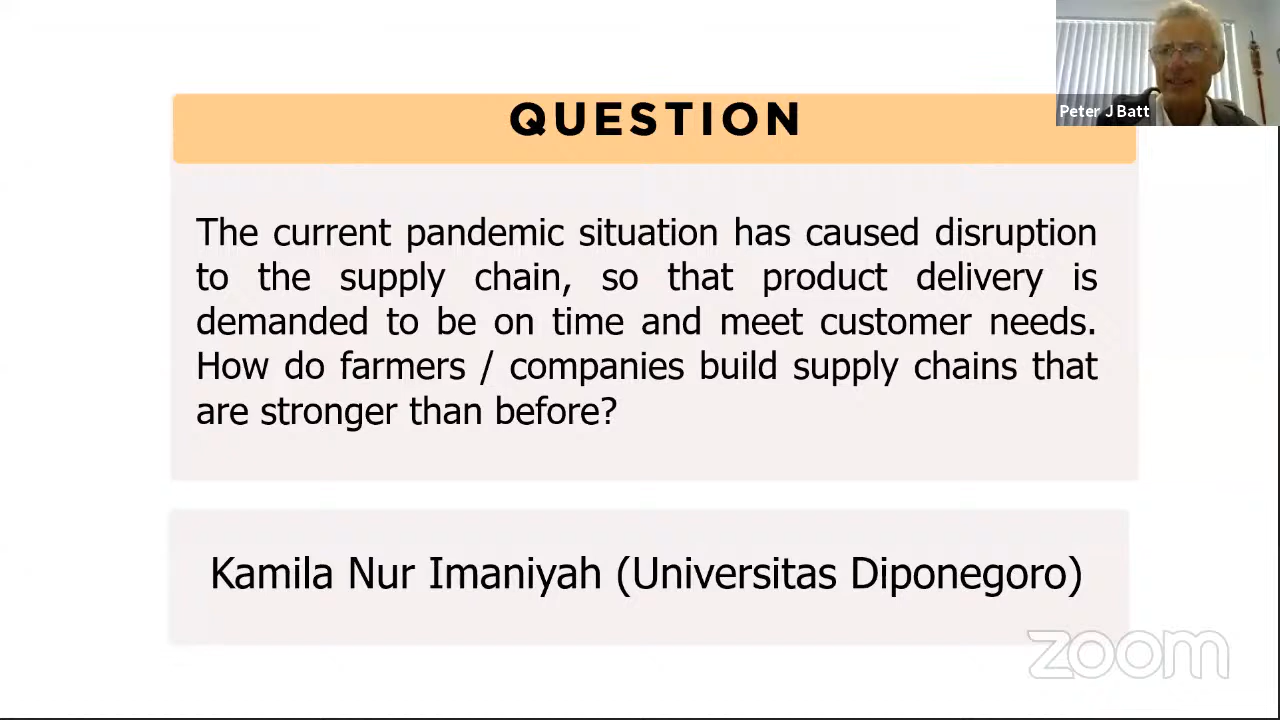 QUESTION
Peter J Batt
The current pandemic situation has caused disruption
to the supply chain, so that product delivery is
demanded to be on time and meet customer needs.
How do farmers / companies build supply chains that
are stronger than before?
Kamila Nur Imaniyah (Universitas Diponegoro)
zoom